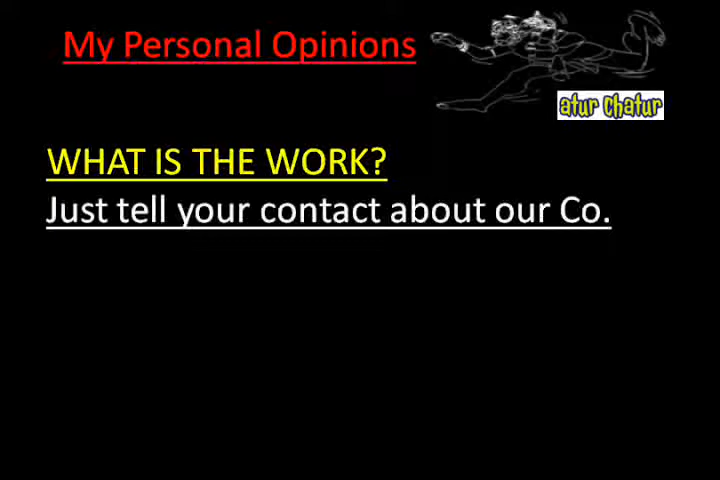 My Personal Opinions
atur Chatur
WHAT IS THE WORK?
Just tell your contact about our Co.